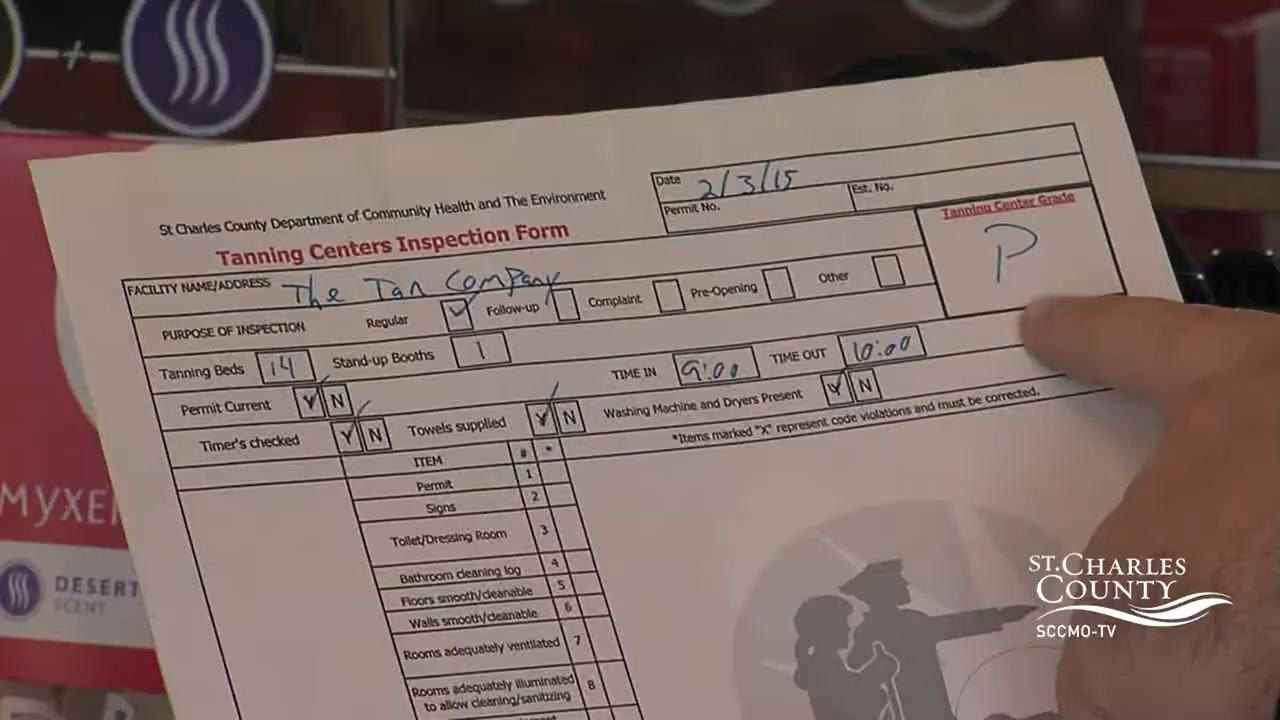 St Charles County Department of Community Health and The Environment
Tanning Centers Inspection Form
Date 2/3/15
Permit No. Est. No.
Tanning Center Grade
P
FACILITY NAME/ADDRESS The Tan Company
PURPOSE OF INSPECTION Regular Follow-up Complaint Pre-Opening Other
Tanning Beds 14 Stand-up Booths 1 TIME IN 9:00 TIME OUT 10:00
Permit Current Y N
Timer's checked Y N Towels supplied Y N Washing Machine and Dryers Present Y N
*Items marked "X" represent code violations and must be corrected.
ITEM # *
Permit 1
Signs 2
Toilet/Dressing Room 3
Bathroom cleaning log 4
Floors smooth/cleanable 5
Walls smooth/cleanable 6
Rooms adequately ventilated 7
Rooms adequately illuminated
to allow cleaning/sanitizing 8
DESERT
SCENT
ST. CHARLES
COUNTY
SCCMO-TV